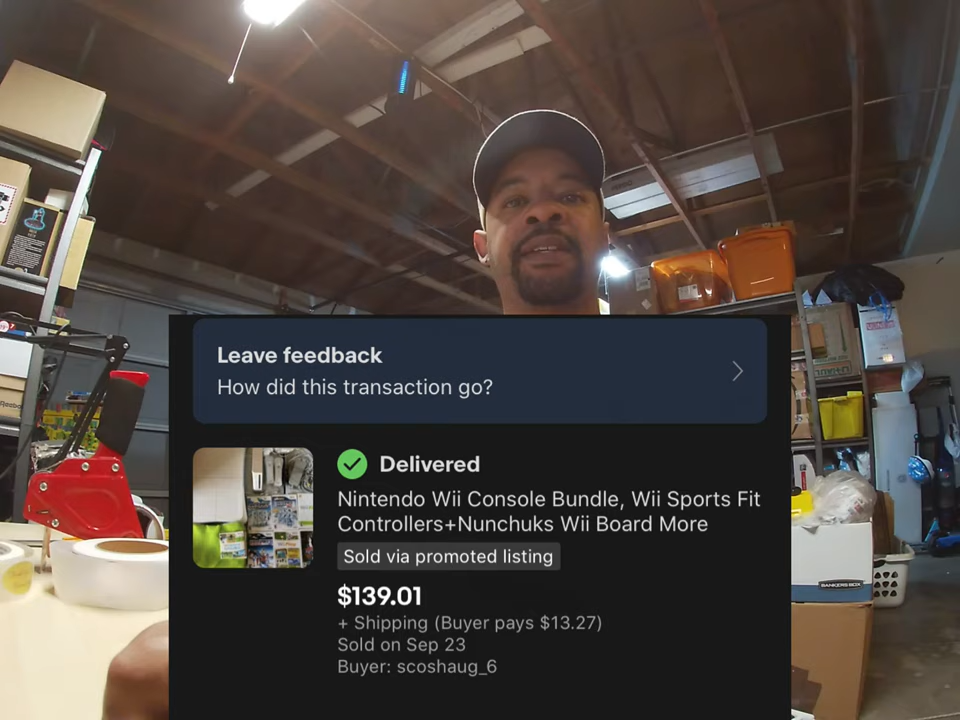 Leave feedback
How did this transaction go?
Delivered
Nintendo Wii Console Bundle, Wii Sports Fit
Controllers+Nunchuks Wii Board More
Sold via promoted listing
$139.01
+ Shipping (Buyer pays $13.27)
Sold on Sep 23
Buyer: scoshaug_6
BANKERS BOX